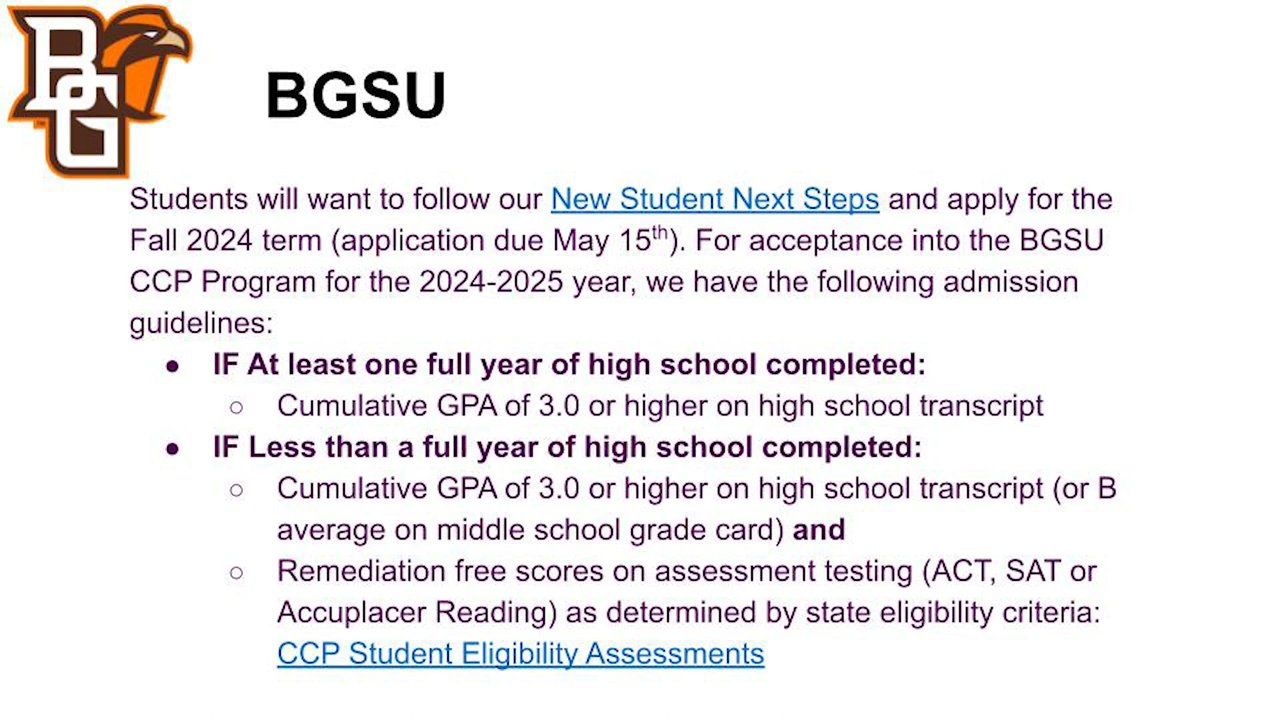 BG
™
BGSU
Students will want to follow our New Student Next Steps and apply for the
Fall 2024 term (application due May 15th). For acceptance into the BGSU
CCP Program for the 2024-2025 year, we have the following admission
guidelines:
● IF At least one full year of high school completed:
○ Cumulative GPA of 3.0 or higher on high school transcript
● IF Less than a full year of high school completed:
○ Cumulative GPA of 3.0 or higher on high school transcript (or B
average on middle school grade card) and
○ Remediation free scores on assessment testing (ACT, SAT or
Accuplacer Reading) as determined by state eligibility criteria:
CCP Student Eligibility Assessments